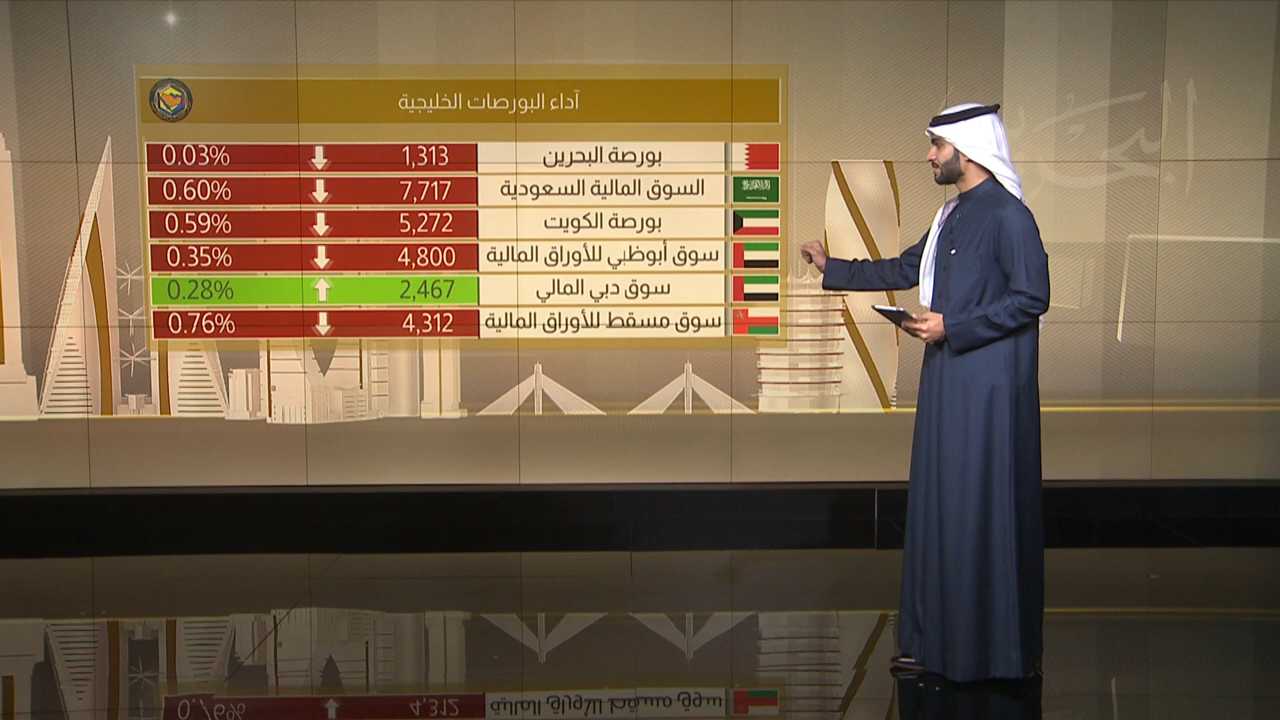 آداء البورصات الخليجية
بورصة البحرين 1,313 0.03%
السوق المالية السعودية 7,717 0.60%
بورصة الكويت 5,272 0.59%
سوق أبوظبي للأوراق المالية 4,800 0.35%
سوق دبي المالي 2,467 0.28%
سوق مسقط للأوراق المالية 4,312 0.76%
البحرين